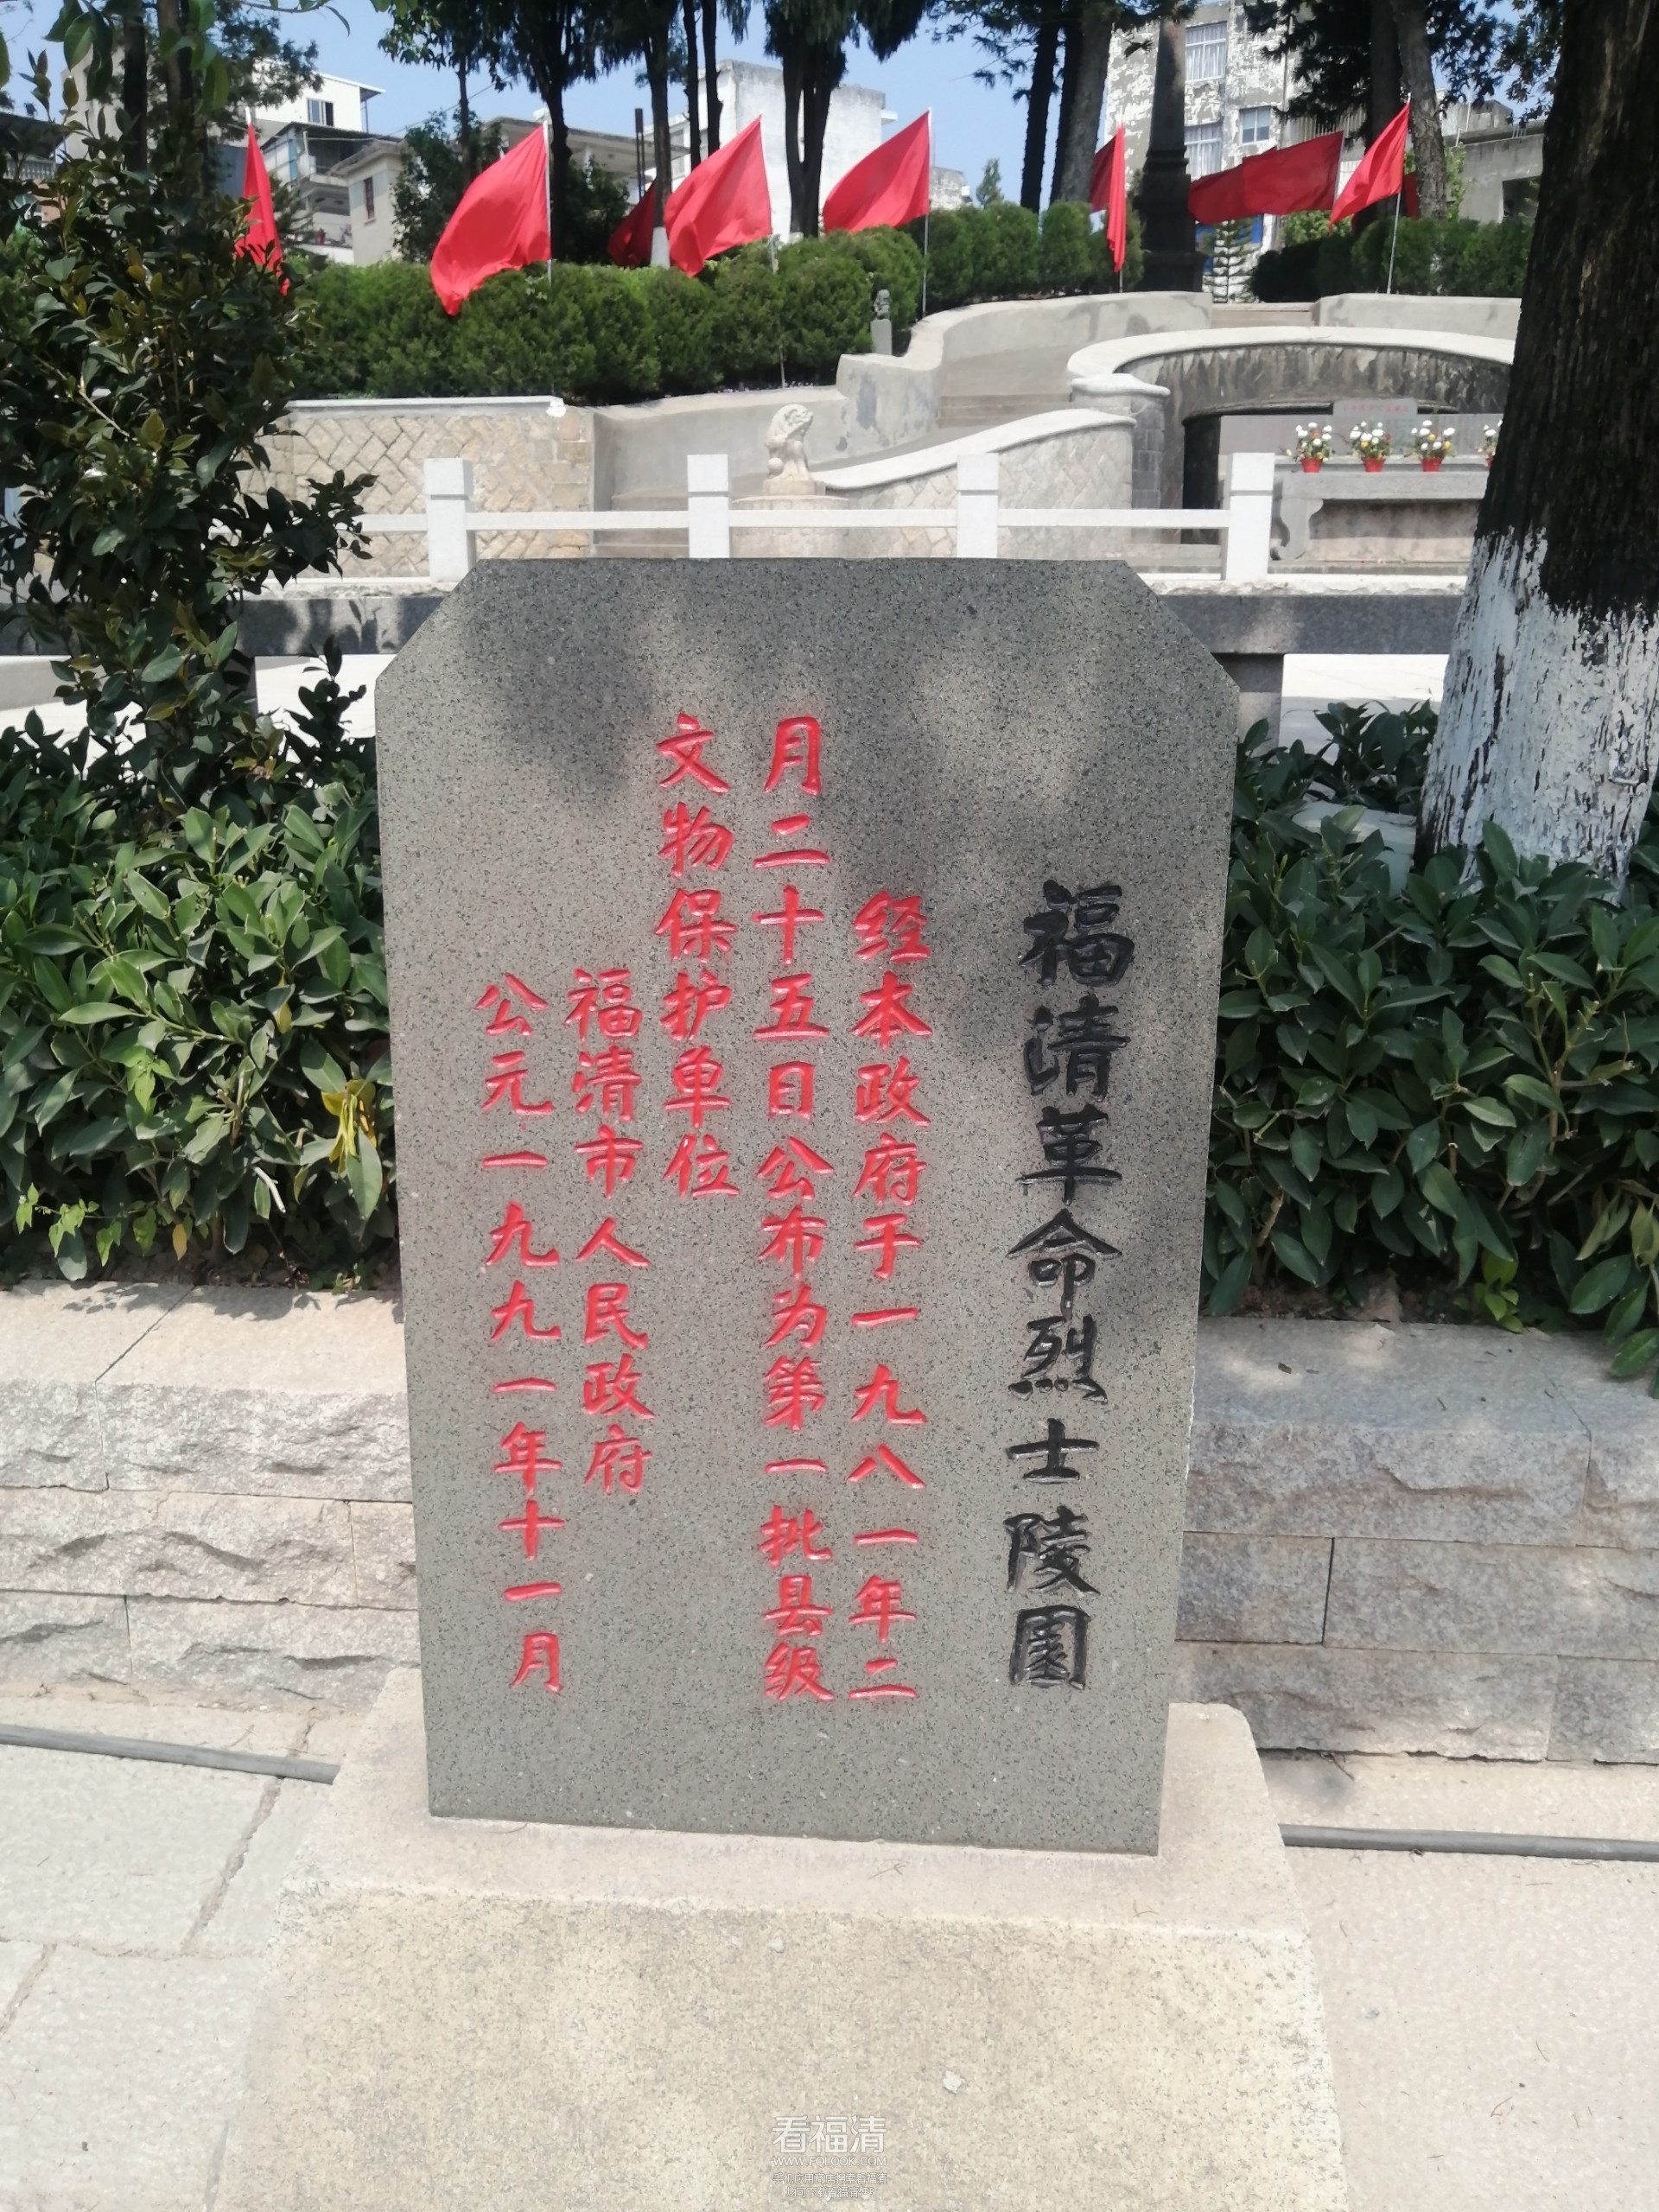 福清革命烈士陵園
经本政府于一九八一年二
月二十五日公布为第一批县级
文物保护单位
福清市人民政府
公元一九九一年十一月
看福清
WWW.FQLOOK.COM